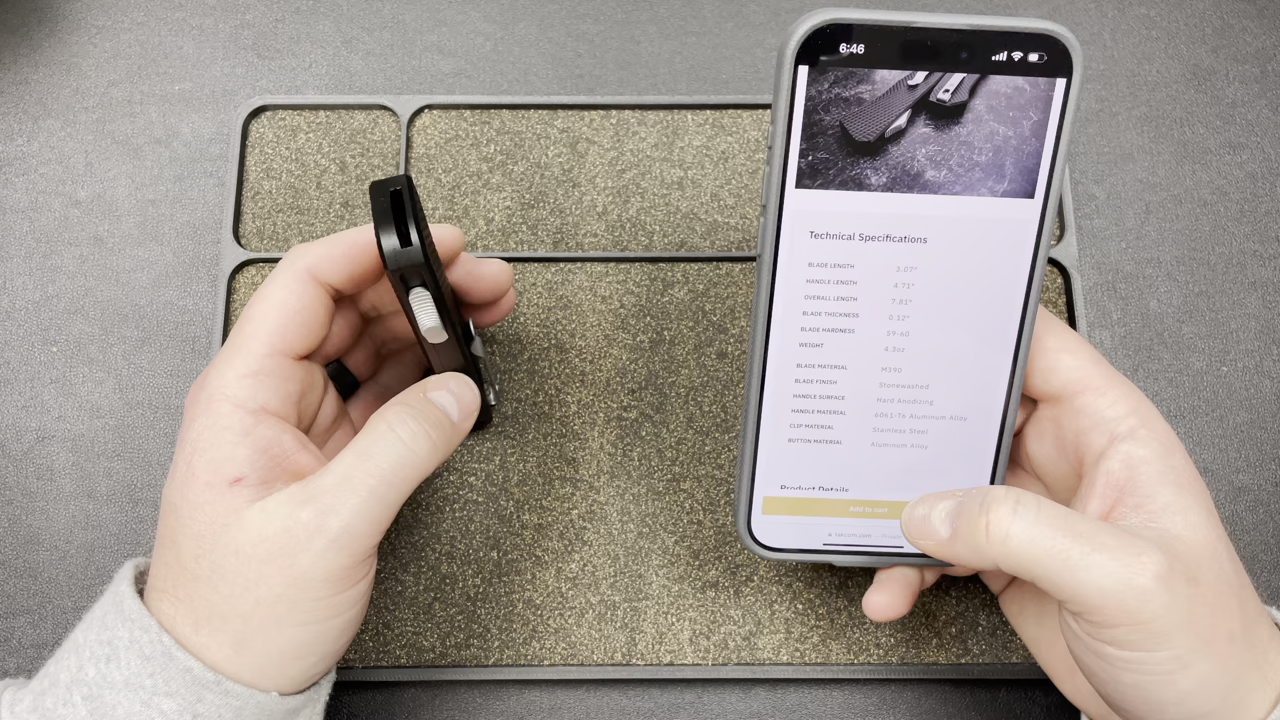 6:46
Technical Specifications
BLADE LENGTH 3.07"
HANDLE LENGTH 4.71"
OVERALL LENGTH 7.81"
BLADE THICKNESS 0.12"
BLADE HARDNESS 59-60
WEIGHT 4.3oz
BLADE MATERIAL M390
BLADE FINISH Stonewashed
HANDLE SURFACE Hard Anodizing
HANDLE MATERIAL 6061-T6 Aluminum Alloy
CLIP MATERIAL Stainless Steel
BUTTON MATERIAL Aluminum Alloy
Product Details
Add to cart